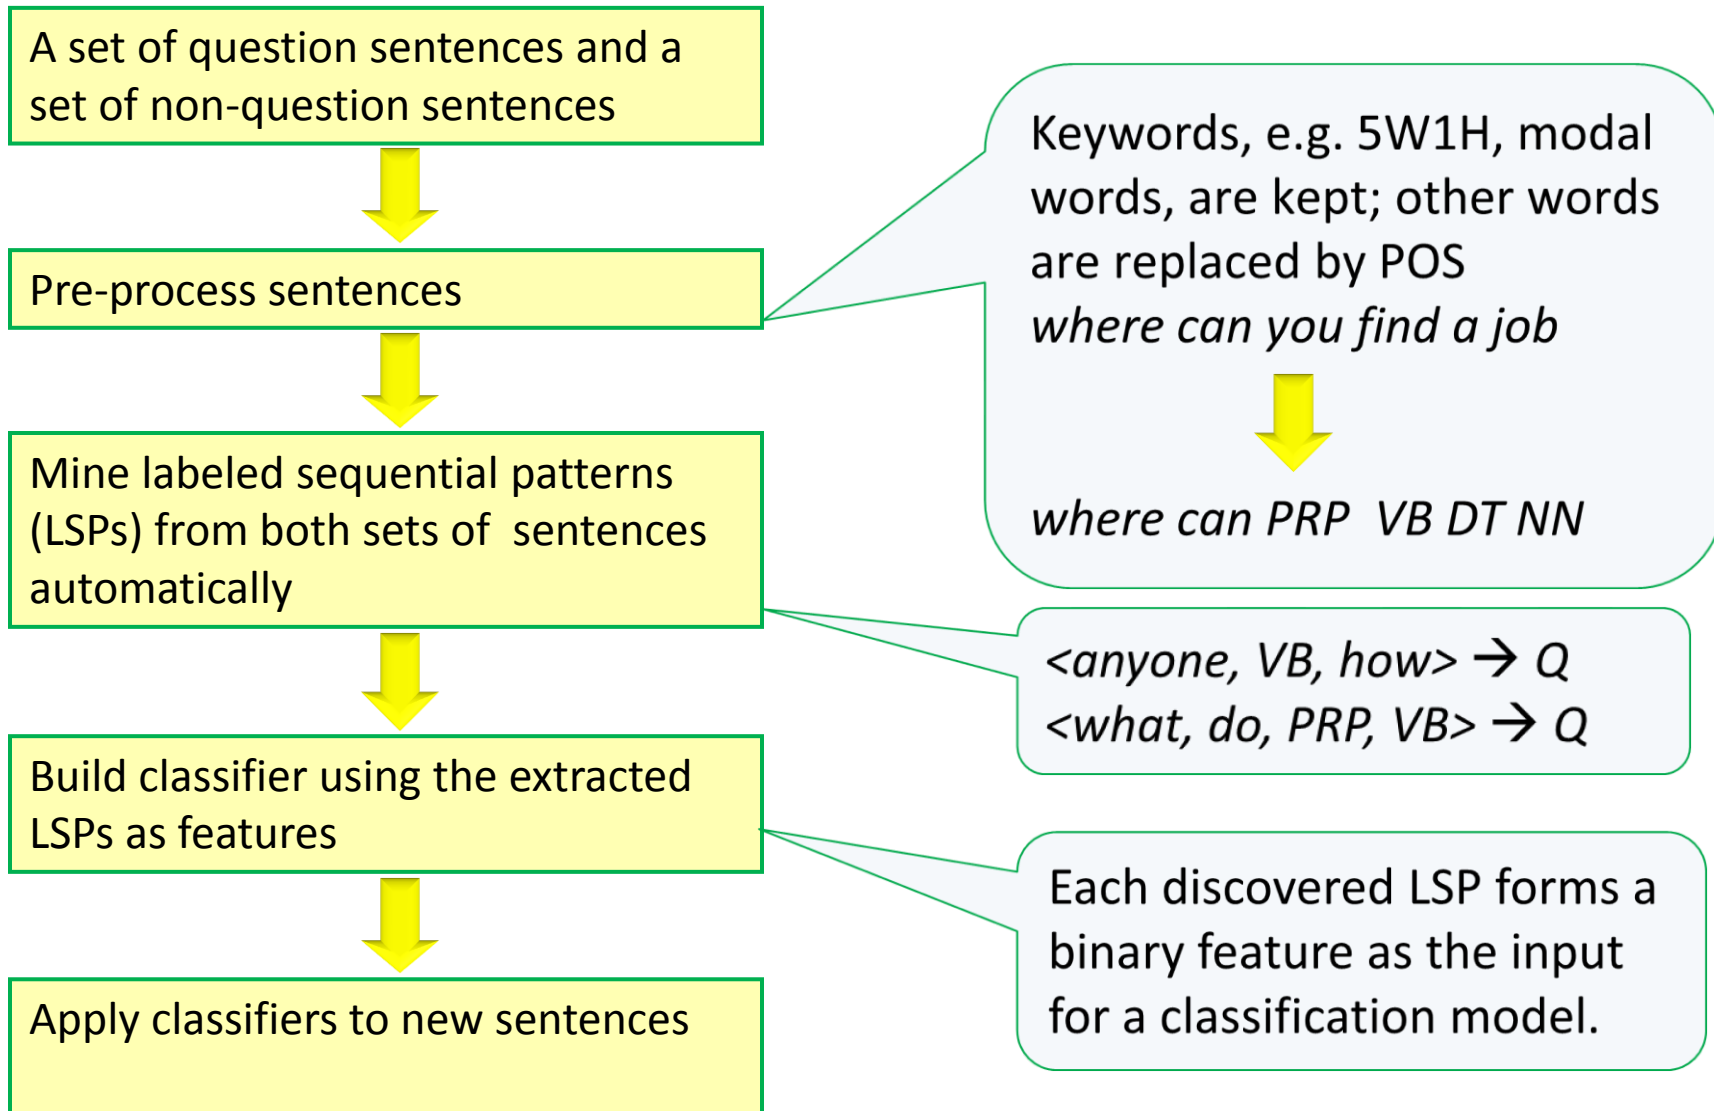 A set of question sentences and a
set of non-question sentences
Pre-process sentences
Keywords, e.g. 5W1H, modal
words, are kept; other words
are replaced by POS
where can you find a job
where can PRP VB DT NN
Mine labeled sequential patterns
(LSPs) from both sets of sentences
automatically
<anyone, VB, how> → Q
<what, do, PRP, VB> → Q
Build classifier using the extracted
LSPs as features
Each discovered LSP forms a
binary feature as the input
for a classification model.
Apply classifiers to new sentences